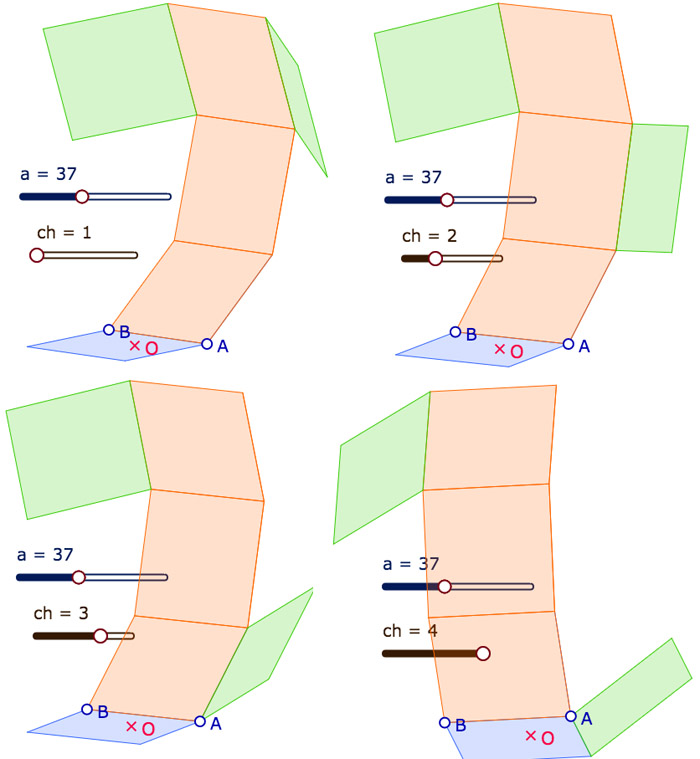 a = 37
ch = 1
B
O
A
a = 37
ch = 2
B
O
A
a = 37
ch = 3
B
O
A
a = 37
ch = 4
B
O
A